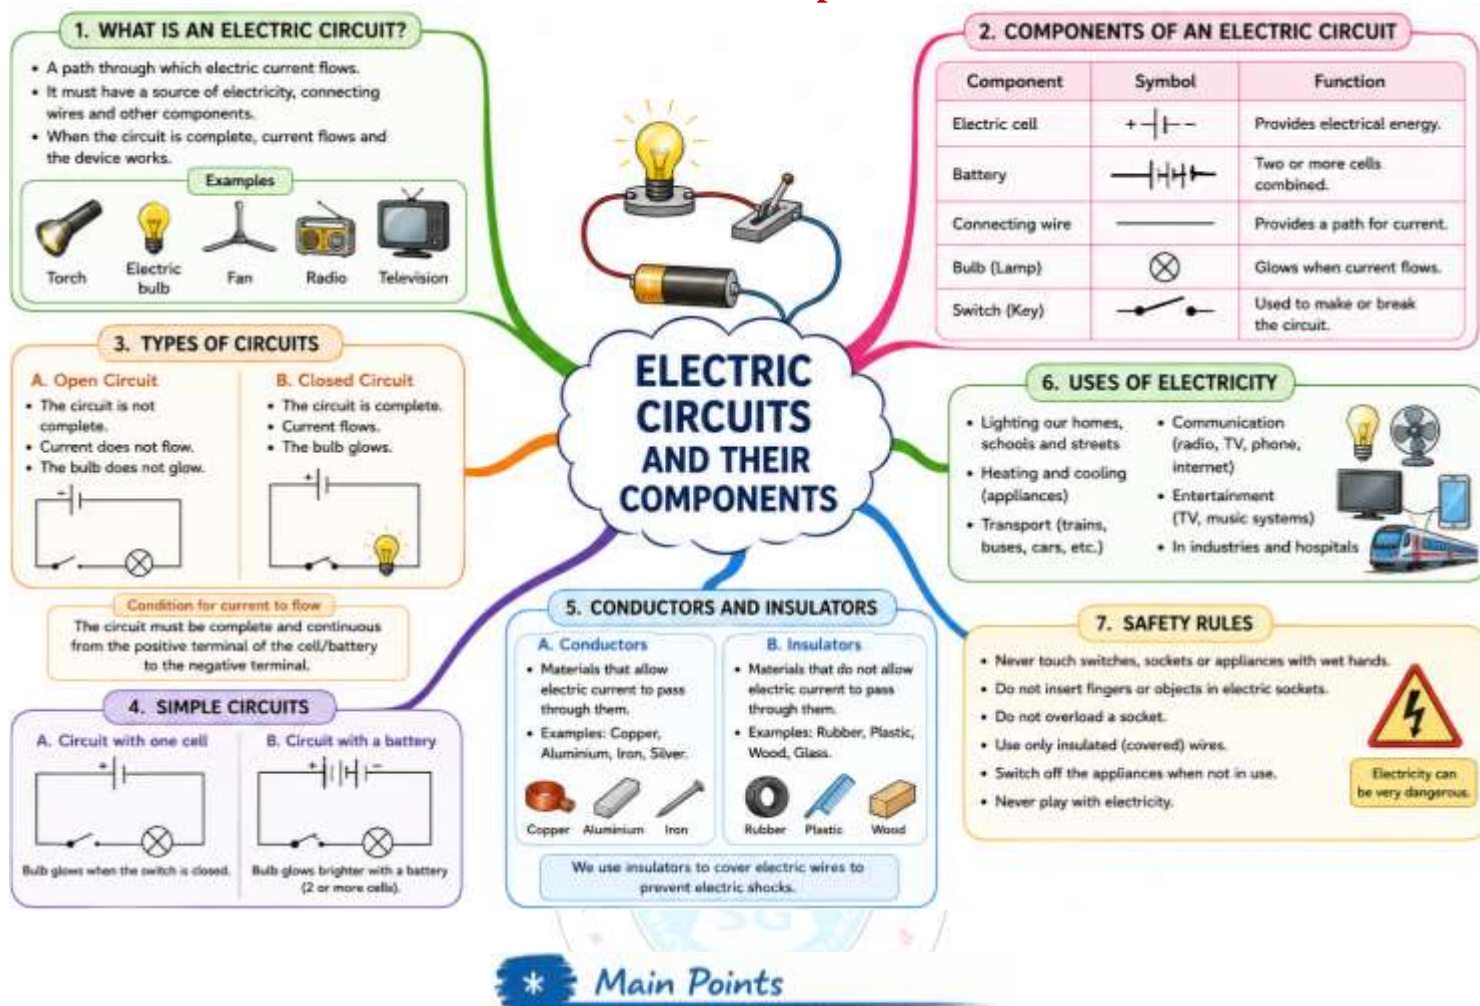 1. WHAT IS AN ELECTRIC CIRCUIT?
• A path through which electric current flows.
• It must have a source of electricity, connecting
wires and other components.
• When the circuit is complete, current flows and
the device works.
Examples
Torch
Electric
bulb
Fan
Radio
Television
2. COMPONENTS OF AN ELECTRIC CIRCUIT
Component Symbol Function
Electric cell + - - Provides electrical energy.
Battery Two or more cells
combined.
Connecting wire Provides a path for current.
Bulb (Lamp) Glows when current flows.
Switch (Key) Used to make or break
the circuit.
3. TYPES OF CIRCUITS
A. Open Circuit
• The circuit is not
complete.
• Current does not flow.
• The bulb does not glow.
-
B. Closed Circuit
• The circuit is complete.
• Current flows.
• The bulb glows.
+
Condition for current to flow
The circuit must be complete and continuous
from the positive terminal of the cell/battery
to the negative terminal.
ELECTRIC
CIRCUITS
AND THEIR
COMPONENTS
4. SIMPLE CIRCUITS
A. Circuit with one cell
+
Bulb glows when the switch is closed.
B. Circuit with a battery
+ -
Bulb glows brighter with a battery
(2 or more cells).
5. CONDUCTORS AND INSULATORS
A. Conductors
• Materials that allow
electric current to pass
through them.
• Examples: Copper,
Aluminium, Iron, Silver.
Copper Aluminium Iron
B. Insulators
• Materials that do not allow
electric current to pass
through them.
• Examples: Rubber, Plastic,
Wood, Glass.
Rubber Plastic Wood
We use insulators to cover electric wires to
prevent electric shocks.
6. USES OF ELECTRICITY
• Lighting our homes,
schools and streets
• Heating and cooling
(appliances)
• Transport (trains,
buses, cars, etc.)
• Communication
(radio, TV, phone,
internet)
• Entertainment
(TV, music systems)
• In industries and hospitals
7. SAFETY RULES
• Never touch switches, sockets or appliances with wet hands.
• Do not insert fingers or objects in electric sockets.
• Do not overload a socket.
• Use only insulated (covered) wires.
• Switch off the appliances when not in use.
• Never play with electricity.
Electricity can
be very dangerous.
SG
* Main Points